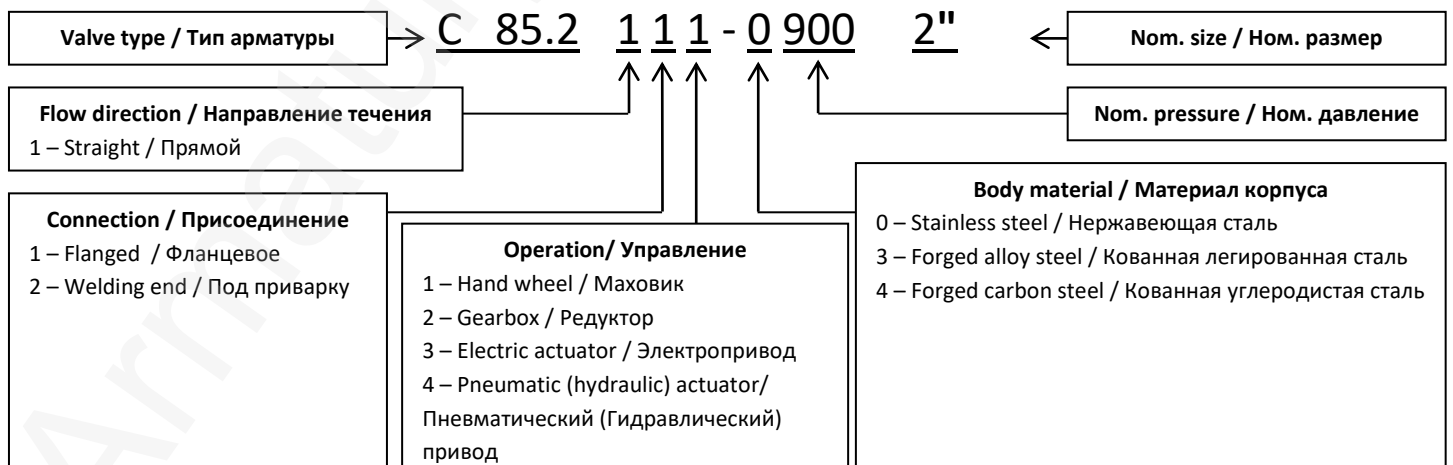 Valve type / Тип арматуры
C 85.2 1 1 1 - 0 900 2"
Nom. size / Ном. размер
Flow direction / Направление течения
1 – Straight / Прямой
Nom. pressure / Ном. давление
Connection / Присоединение
1 – Flanged / Фланцевое
2 – Welding end / Под приварку
Operation/ Управление
1 – Hand wheel / Маховик
2 – Gearbox / Редуктор
3 – Electric actuator / Электропривод
4 – Pneumatic (hydraulic) actuator/
Пневматический (Гидравлический)
привод
Body material / Материал корпуса
0 – Stainless steel / Нержавеющая сталь
3 – Forged alloy steel / Кованная легированная сталь
4 – Forged carbon steel / Кованная углеродистая сталь